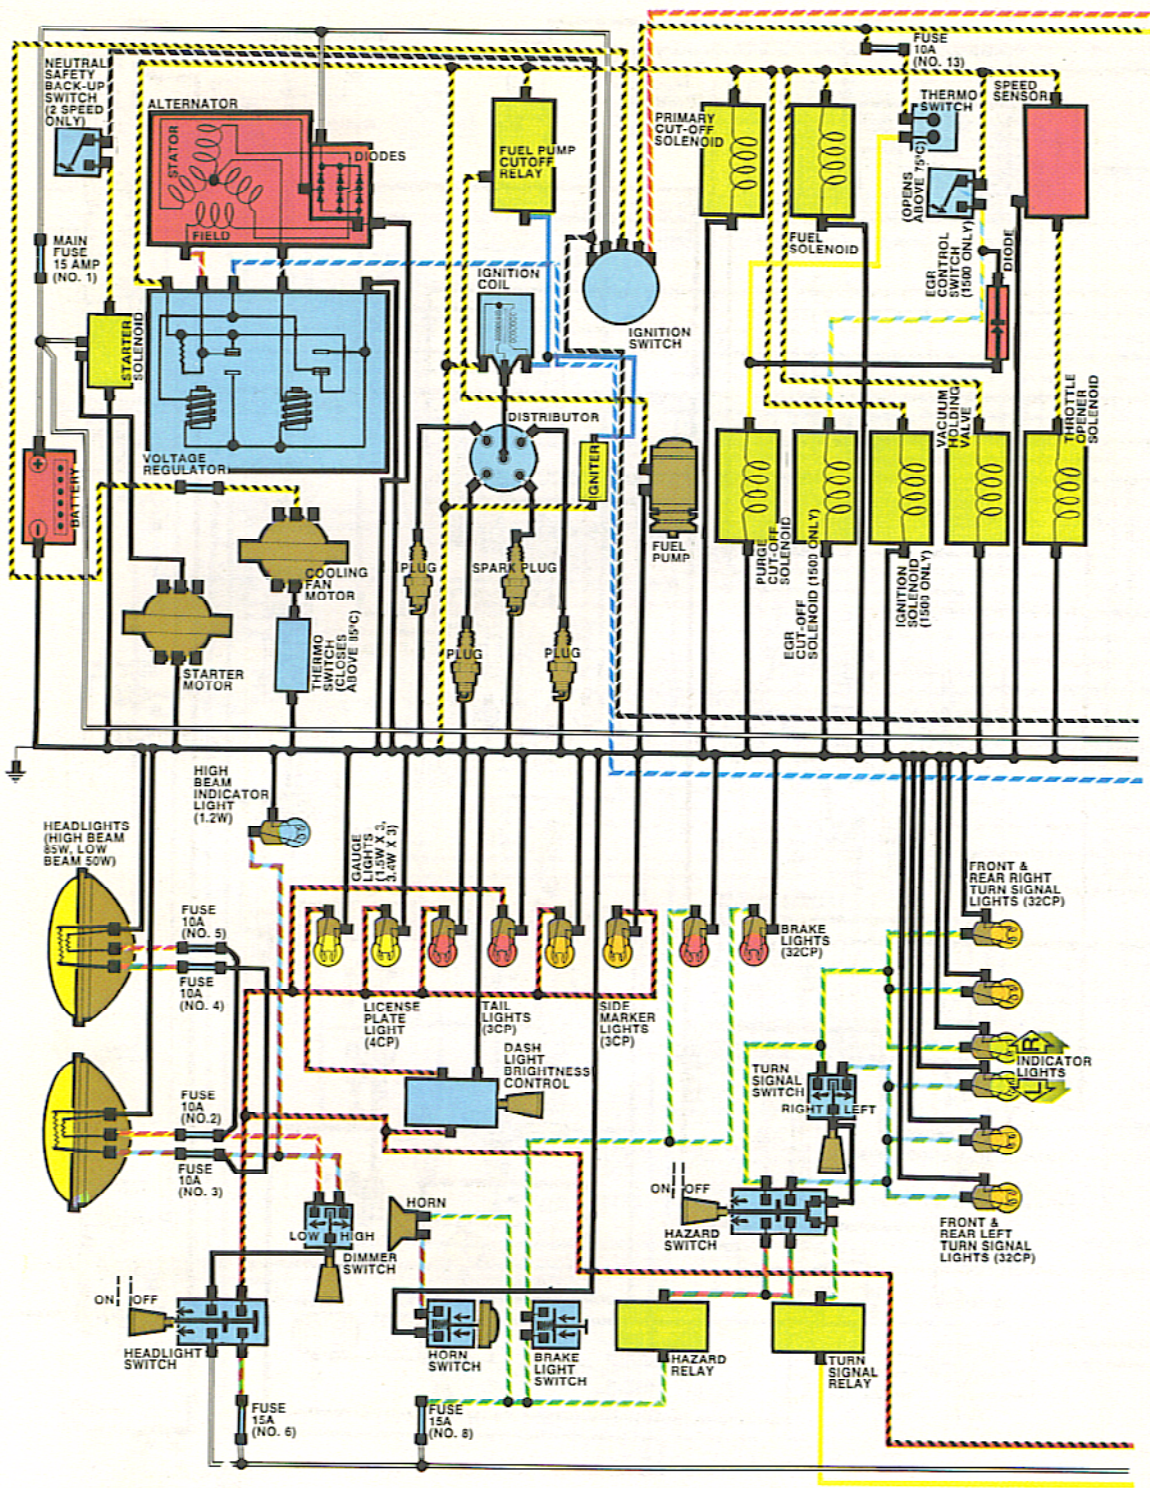 FUSE
10A
(NO. 13)
NEUTRAL
SAFETY
BACK-UP
SWITCH
(2 SPEED
ONLY)
ALTERNATOR
STATOR
DIODES
FIELD
FUEL PUMP
CUTOFF
RELAY
PRIMARY
CUT-OFF
SOLENOID
FUEL
SOLENOID
THERMO
SWITCH
(OPENS
ABOVE 75°C)
SPEED
SENSOR
EGR
CONTROL
SWITCH
(1500 ONLY)
DIODE
MAIN
FUSE
15 AMP
(NO. 1)
IGNITION
COIL
IGNITION
SWITCH
STARTER
SOLENOID
VOLTAGE
REGULATOR
DISTRIBUTOR
IGNITER
VACUUM
HOLDING
VALVE
THROTTLE
OPENER
SOLENOID
+
−
BATTERY
FUEL
PUMP
PURGE
CUT-OFF
SOLENOID
EGR
CUT-OFF
SOLENOID (1500 ONLY)
IGNITION
SOLENOID
(1500 ONLY)
COOLING
FAN
MOTOR
PLUG
SPARK PLUG
PLUG
PLUG
STARTER
MOTOR
THERMO
SWITCH
(CLOSES
ABOVE 85°C)
HIGH
BEAM
INDICATOR
LIGHT
(1.2W)
HEADLIGHTS
(HIGH BEAM
85W, LOW
BEAM 50W)
GAUGE
LIGHTS
(1.5W X 3,
3.4W X 3)
FRONT &
REAR RIGHT
TURN SIGNAL
LIGHTS (32CP)
FUSE
10A
(NO. 5)
FUSE
10A
(NO. 4)
BRAKE
LIGHTS
(32CP)
LICENSE
PLATE
LIGHT
(4CP)
TAIL
LIGHTS
(3CP)
SIDE
MARKER
LIGHTS
(3CP)
DASH
LIGHT
BRIGHTNESS
CONTROL
R
INDICATOR
LIGHTS
L
TURN
SIGNAL
SWITCH
RIGHT
LEFT
FUSE
10A
(NO.2)
FUSE
10A
(NO. 3)
ON
OFF
HAZARD
SWITCH
FRONT &
REAR LEFT
TURN SIGNAL
LIGHTS (32CP)
HORN
LOW
HIGH
DIMMER
SWITCH
ON
OFF
HEADLIGHT
SWITCH
HORN
SWITCH
BRAKE
LIGHT
SWITCH
HAZARD
RELAY
TURN
SIGNAL
RELAY
FUSE
15A
(NO. 6)
FUSE
15A
(NO. 8)